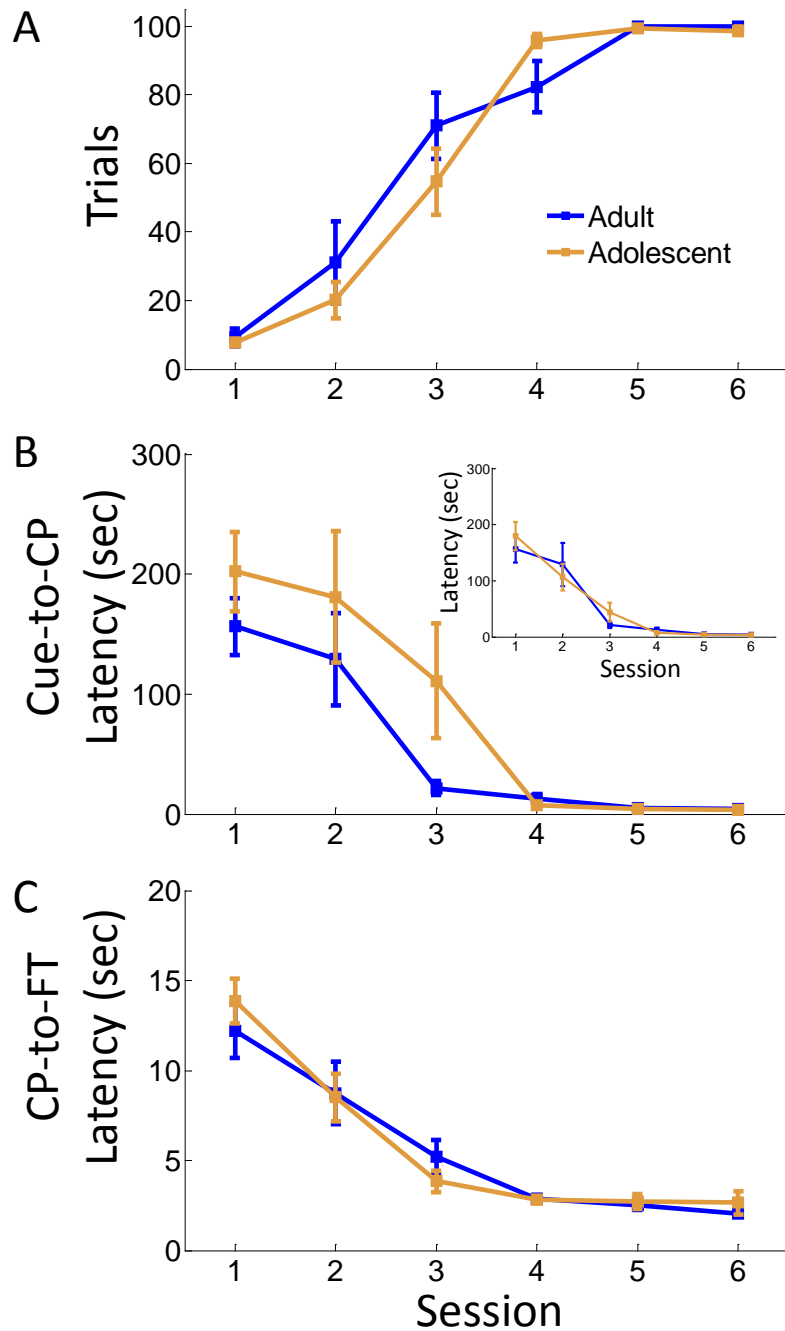 A
Trials
100
80
60
40
20
0
Adult
Adolescent
1 2 3 4 5 6
B
Cue-to-CP
Latency (sec)
300
200
100
0
1 2 3 4 5 6
Latency (sec)
300
200
100
0
1 2 3 4 5 6
Session
C
CP-to-FT
Latency (sec)
20
15
10
5
0
1 2 3 4 5 6
Session